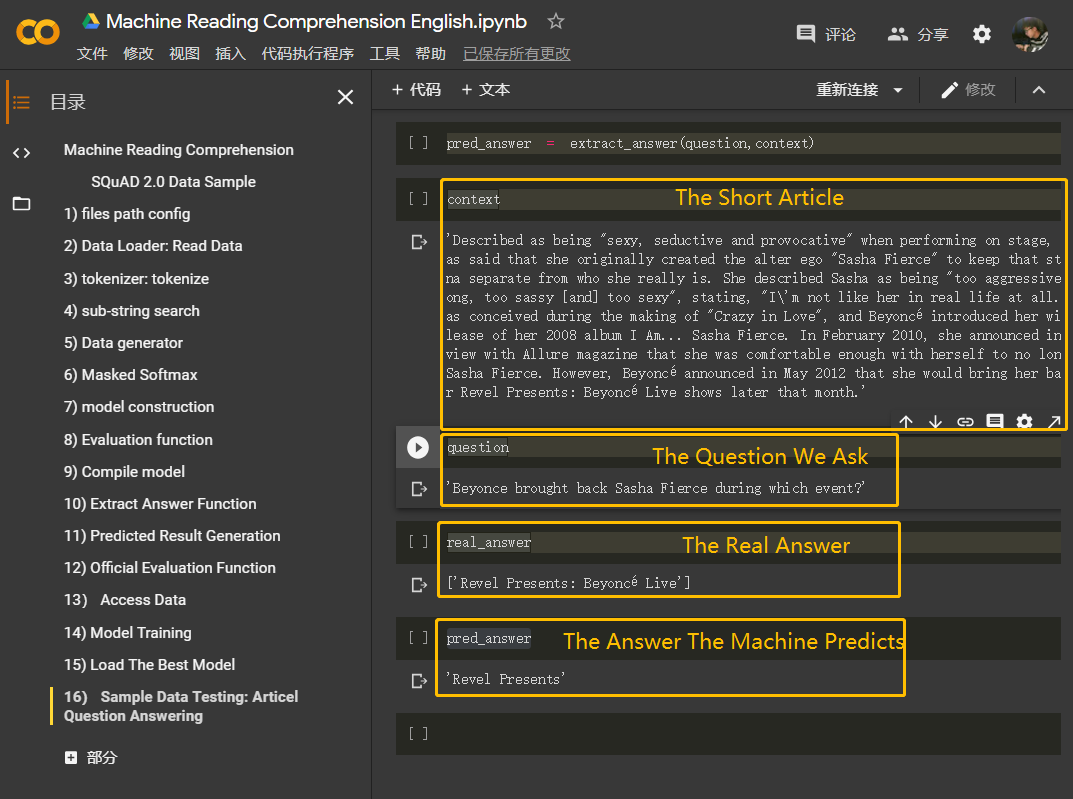 Machine Reading Comprehension English.ipynb
文件 修改 视图 插入 代码执行程序 工具 帮助 已保存所有更改
评论 分享
目录
+ 代码 + 文本
重新连接
修改
Machine Reading Comprehension
SQuAD 2.0 Data Sample
1) files path config
2) Data Loader: Read Data
3) tokenizer: tokenize
4) sub-string search
5) Data generator
6) Masked Softmax
7) model construction
8) Evaluation function
9) Compile model
10) Extract Answer Function
11) Predicted Result Generation
12) Official Evaluation Function
13) Access Data
14) Model Training
15) Load The Best Model
16) Sample Data Testing: Articel
Question Answering
部分
[ ] pred_answer = extract_answer(question,context)
[ ] context
The Short Article
'Described as being "sexy, seductive and provocative" when performing on stage,
as said that she originally created the alter ego "Sasha Fierce" to keep that st
na separate from who she really is. She described Sasha as being "too aggressive
ong, too sassy [and] too sexy", stating, "I\'m not like her in real life at all.
as conceived during the making of "Crazy in Love", and Beyoncé introduced her wi
lease of her 2008 album I Am... Sasha Fierce. In February 2010, she announced in
view with Allure magazine that she was comfortable enough with herself to no lon
Sasha Fierce. However, Beyoncé announced in May 2012 that she would bring her ba
r Revel Presents: Beyoncé Live shows later that month.'
question
The Question We Ask
'Beyonce brought back Sasha Fierce during which event?'
[ ] real_answer
The Real Answer
['Revel Presents: Beyoncé Live']
[ ] pred_answer
The Answer The Machine Predicts
'Revel Presents'
[ ]